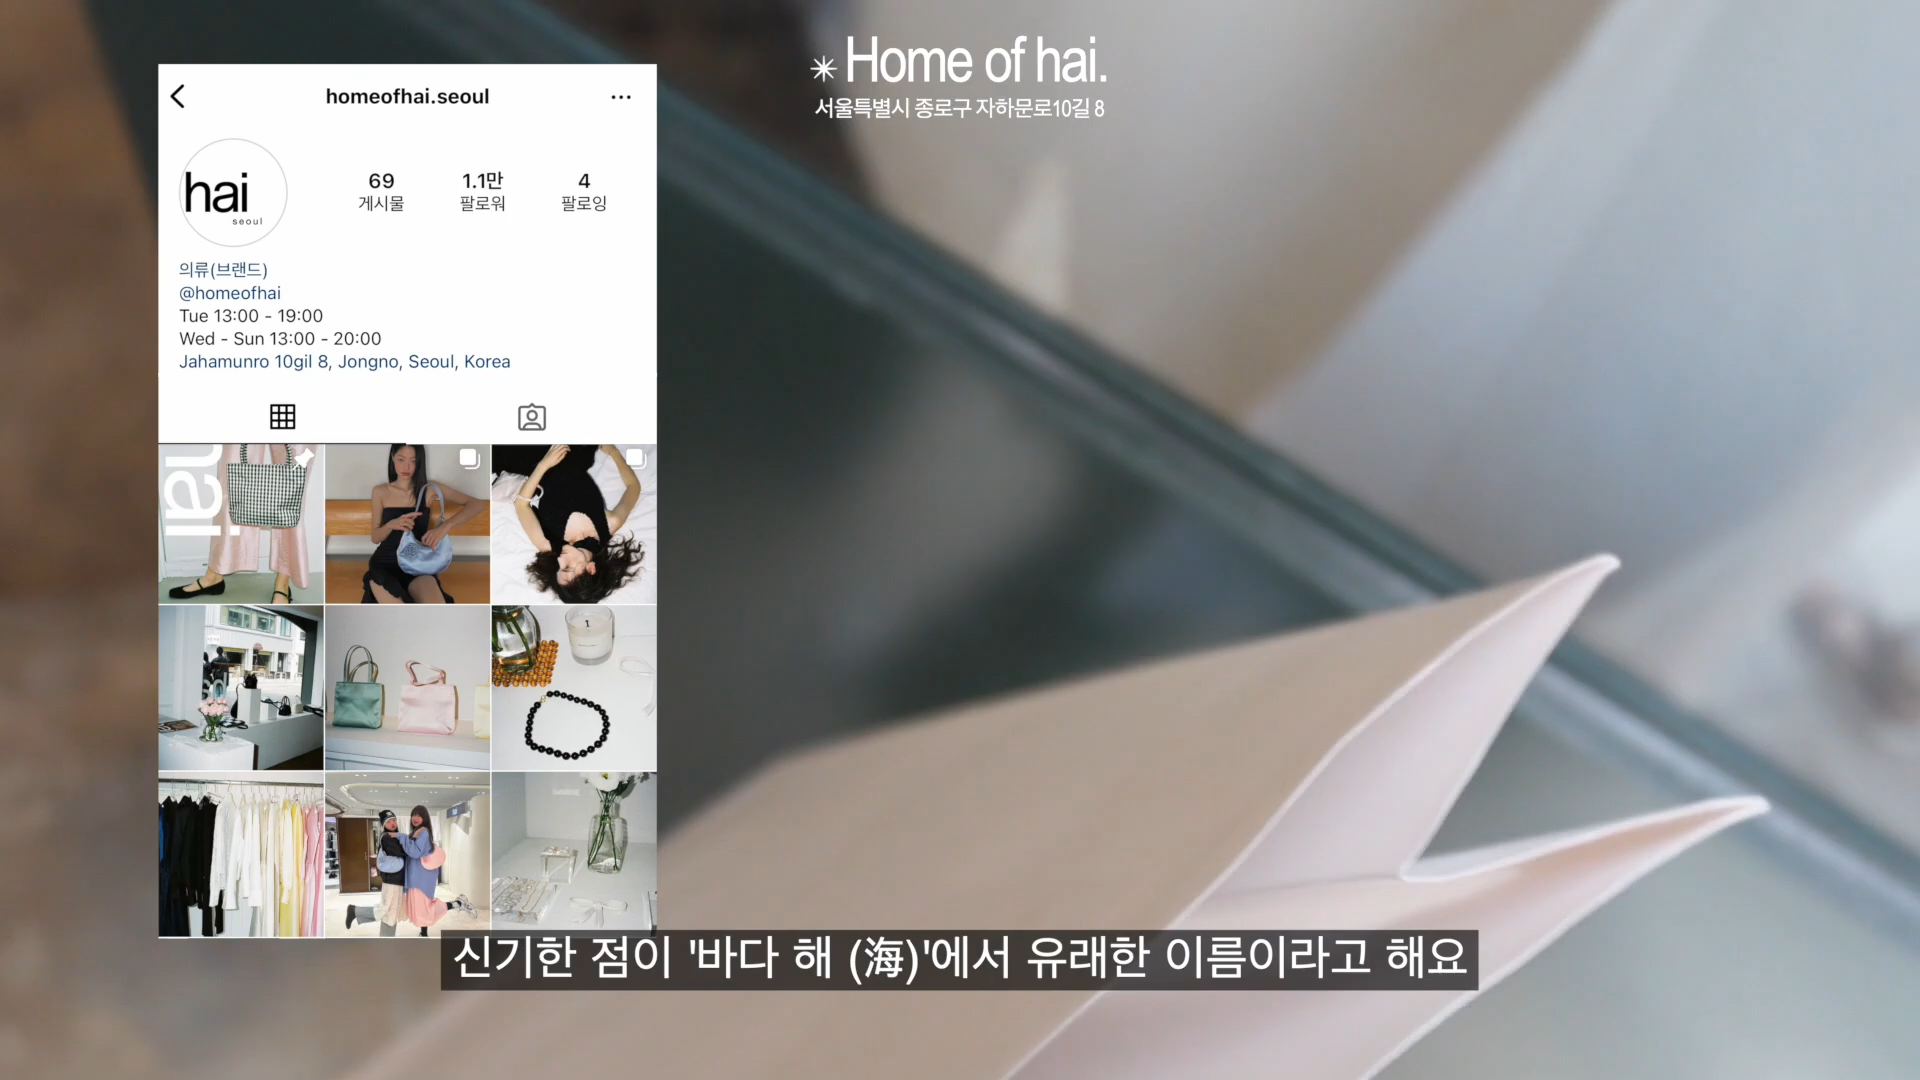 Home of hai.
서울특별시 종로구 자하문로10길 8
homeofhai.seoul
hai
seoul
69
게시물
1.1만
팔로워
4
팔로잉
의류(브랜드)
@homeofhai
Tue 13:00 - 19:00
Wed - Sun 13:00 - 20:00
Jahamunro 10gil 8, Jongno, Seoul, Korea
hai
신기한 점이 '바다 해 (海)'에서 유래한 이름이라고 해요